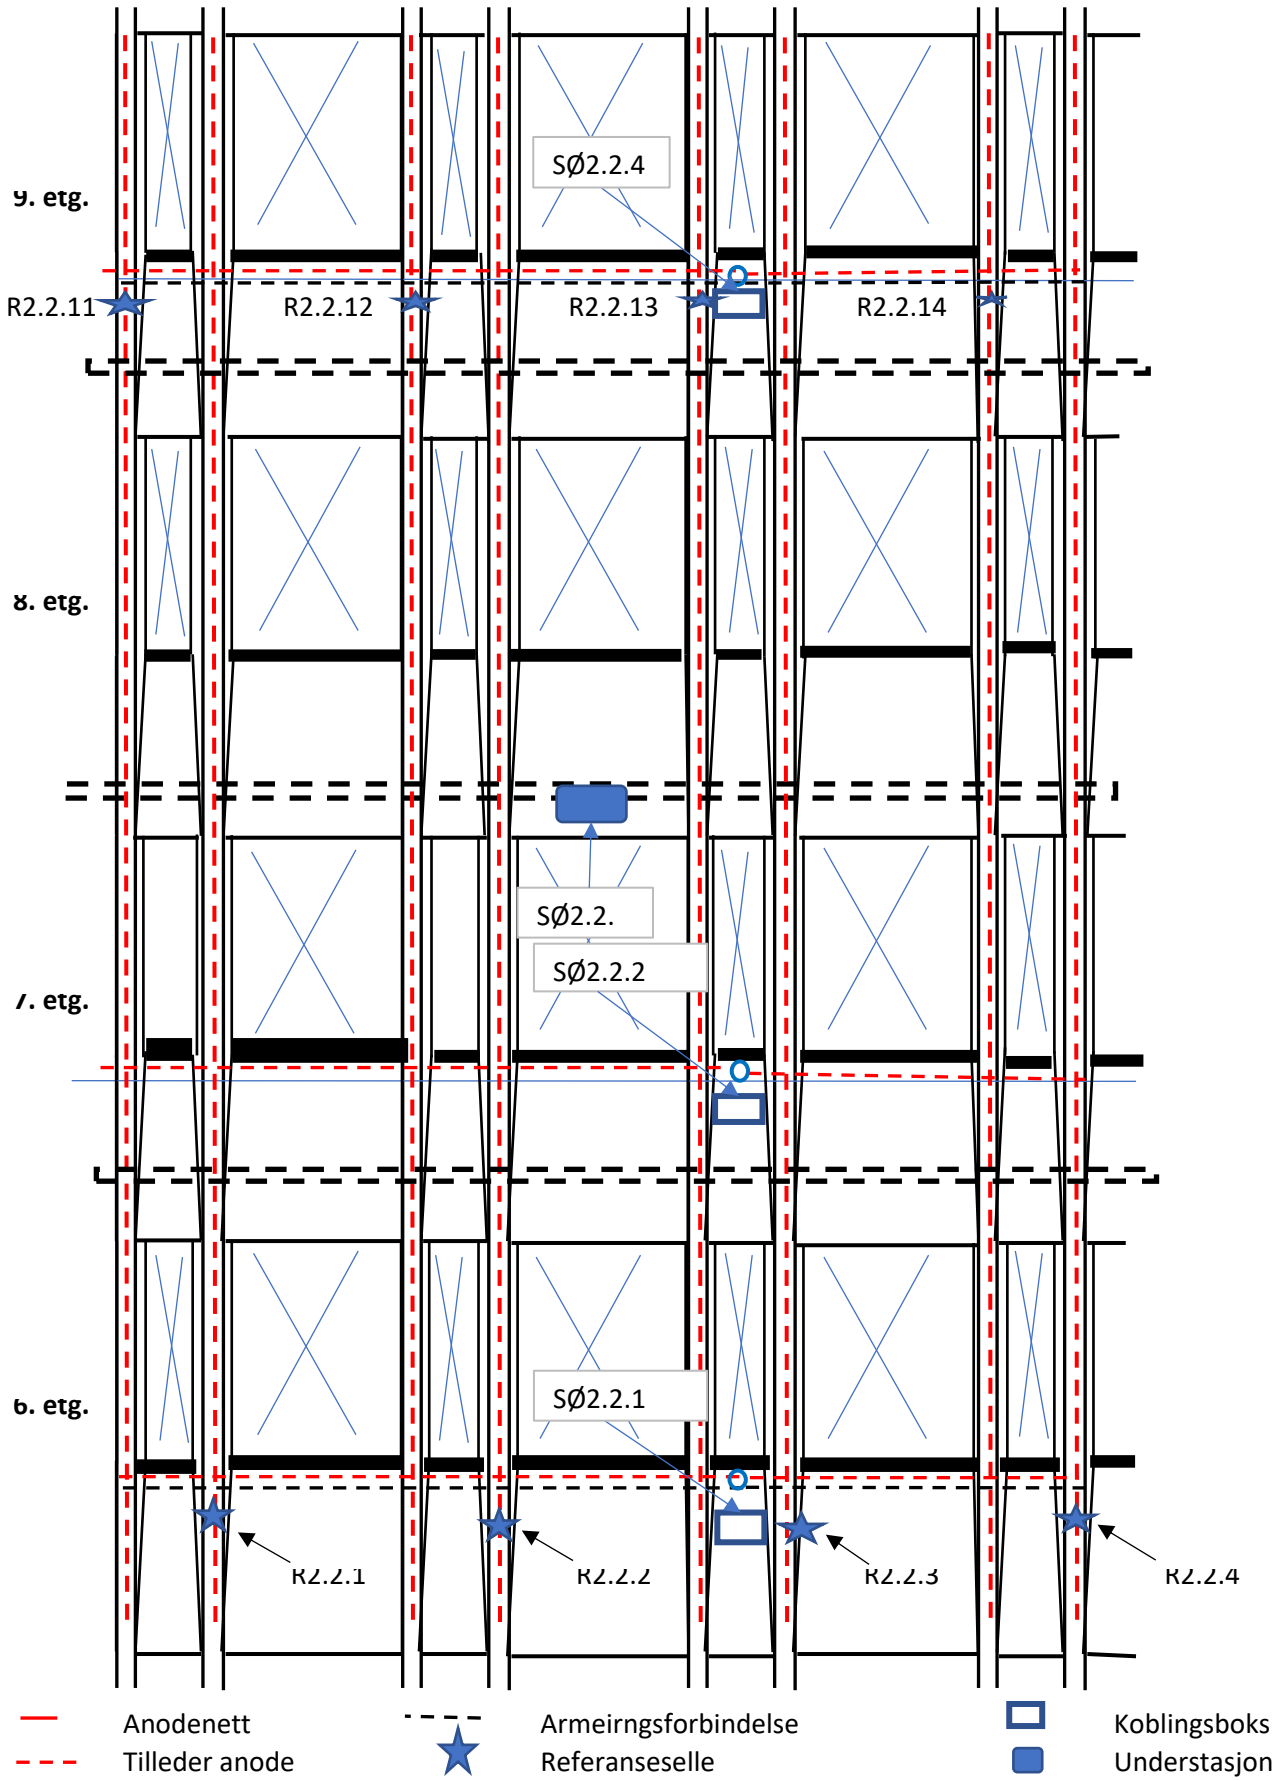 SØ2.2.4
9. etg.
R2.2.11
R2.2.12
R2.2.13
R2.2.14
8. etg.
SØ2.2.
SØ2.2.2
7. etg.
SØ2.2.1
6. etg.
R2.2.1
R2.2.2
R2.2.3
R2.2.4
Anodenett
Armeirngsforbindelse
Koblingsboks
Tilleder anode
Referanseselle
Understasjon